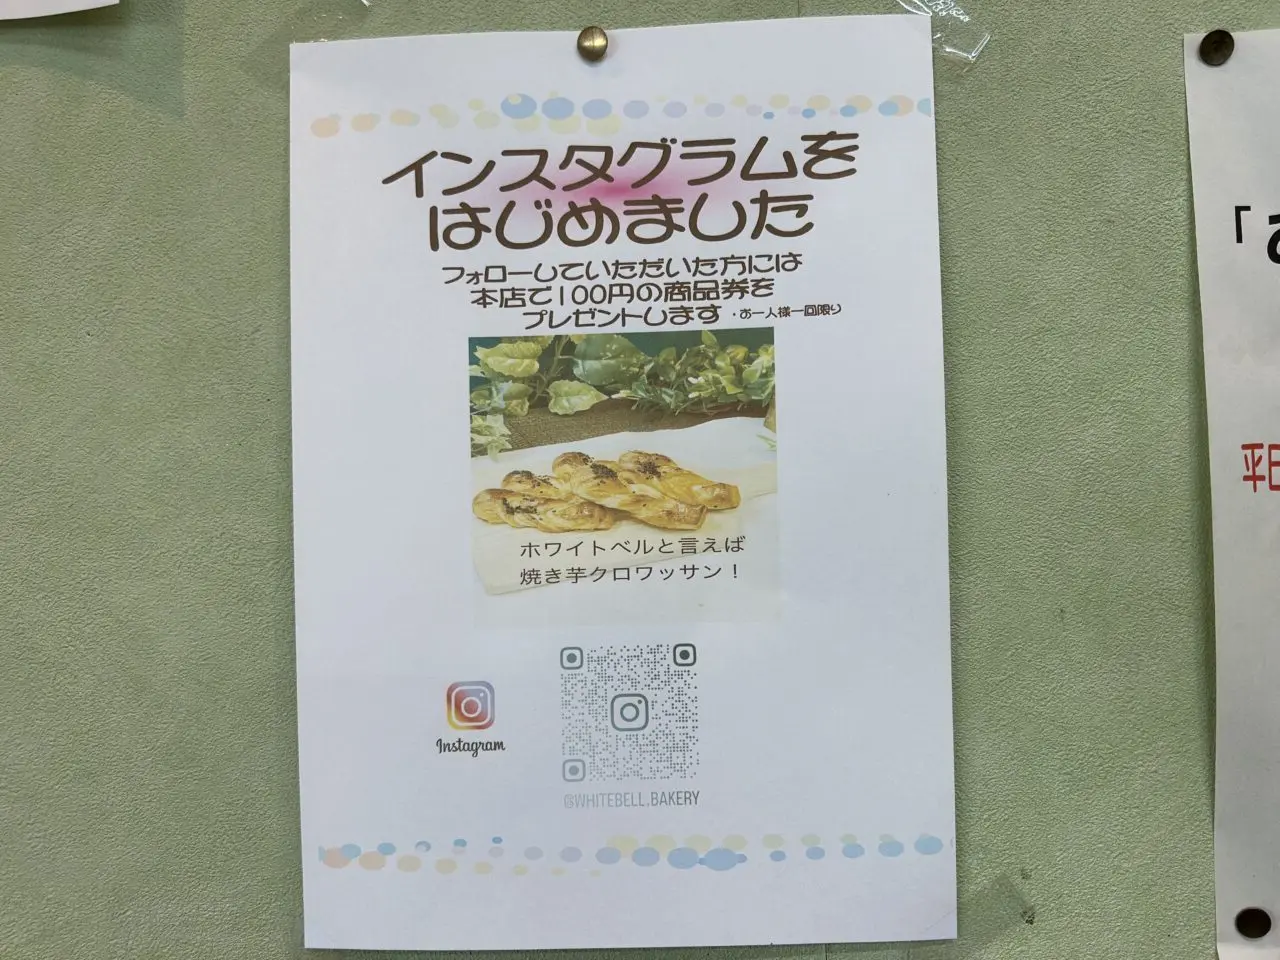 インスタグラムを
はじめました
フォローしていただいた方には
本店で100円の商品券を
プレゼントします ・お一人様一回限り
ホワイトベルと言えば
焼き芋クロワッサン！
Instagram
@WHITEBELL.BAKERY
「
平日